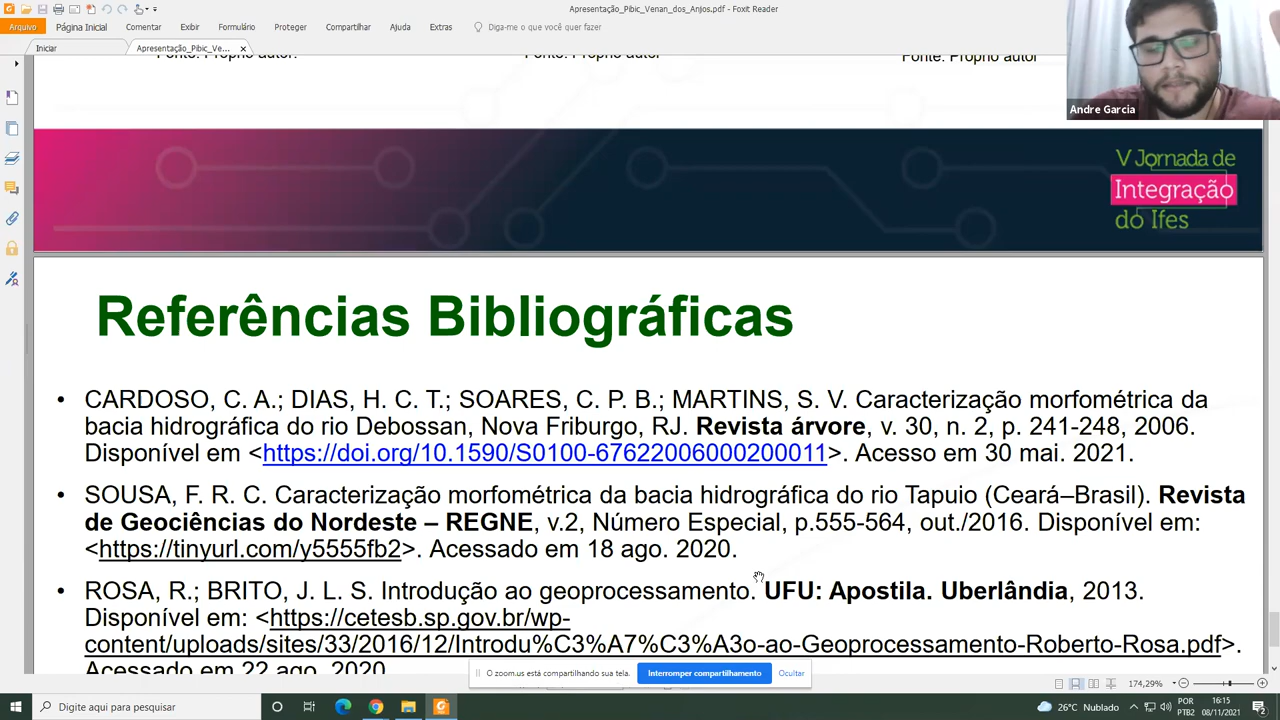 Apresentação_Pibic_Venan_dos_Anjos.pdf - Foxit Reader
Arquivo Página Inicial Comentar Exibir Formulário Proteger Compartilhar Ajuda Extras Diga-me o que você quer fazer
Iniciar Apresentação_Pibic_Ve...
Fonte: Próprio autor. Fonte: Próprio autor Fonte: Próprio autor
Andre Garcia
V Jornada de
Integração
do Ifes
Referências Bibliográficas
• CARDOSO, C. A.; DIAS, H. C. T.; SOARES, C. P. B.; MARTINS, S. V. Caracterização morfométrica da
bacia hidrográfica do rio Debossan, Nova Friburgo, RJ. Revista árvore, v. 30, n. 2, p. 241-248, 2006.
Disponível em <https://doi.org/10.1590/S0100-67622006000200011>. Acesso em 30 mai. 2021.
• SOUSA, F. R. C. Caracterização morfométrica da bacia hidrográfica do rio Tapuio (Ceará–Brasil). Revista
de Geociências do Nordeste – REGNE, v.2, Número Especial, p.555-564, out./2016. Disponível em:
<https://tinyurl.com/y5555fb2>. Acessado em 18 ago. 2020.
• ROSA, R.; BRITO, J. L. S. Introdução ao geoprocessamento. UFU: Apostila. Uberlândia, 2013.
Disponível em: <https://cetesb.sp.gov.br/wp-
content/uploads/sites/33/2016/12/Introdu%C3%A7%C3%A3o-ao-Geoprocessamento-Roberto-Rosa.pdf>.
Acessado em 22 ago. 2020.
O zoom.us está compartilhando sua tela. Interromper compartilhamento Ocultar
174,29%
Digite aqui para pesquisar
26°C Nublado
POR
PTB2
16:15
08/11/2021
2